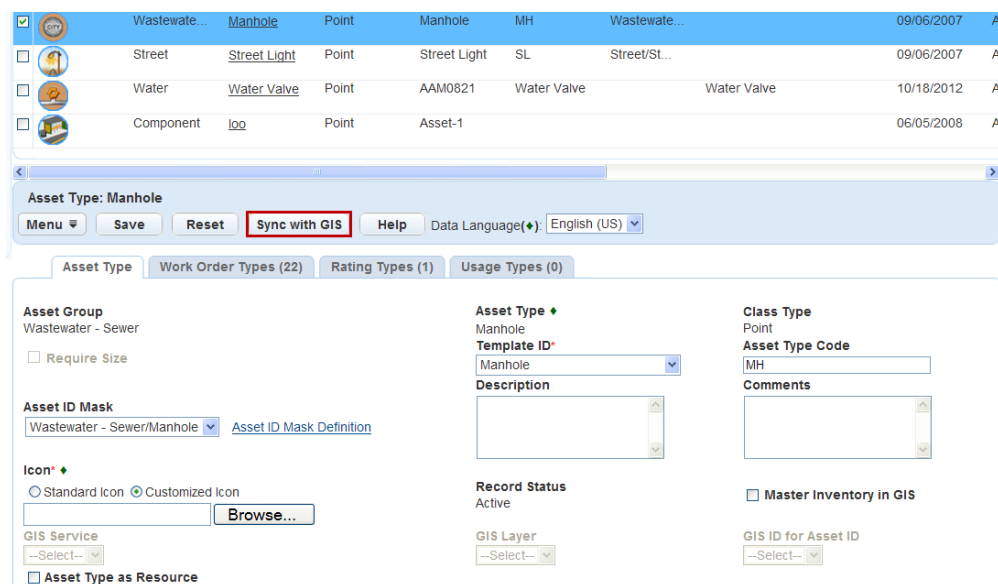 CITY
Wastewate... Manhole Point Manhole MH Wastewate... 09/06/2007 A
Street Street Light Point Street Light SL Street/St... 09/06/2007 A
Water Water Valve Point AAM0821 Water Valve Water Valve 10/18/2012 A
Component loo Point Asset-1 06/05/2008 A
Asset Type: Manhole
Menu Save Reset Sync with GIS Help Data Language(♦): English (US)
Asset Type Work Order Types (22) Rating Types (1) Usage Types (0)
Asset Group Asset Type ♦ Class Type
Wastewater - Sewer Manhole Point
Template ID* Asset Type Code
Require Size Manhole MH
Description Comments
Asset ID Mask
Wastewater - Sewer/Manhole Asset ID Mask Definition
Icon* ♦
Standard Icon Customized Icon Record Status
Active Master Inventory in GIS
Browse...
GIS Service GIS Layer GIS ID for Asset ID
--Select-- --Select-- --Select--
Asset Type as Resource